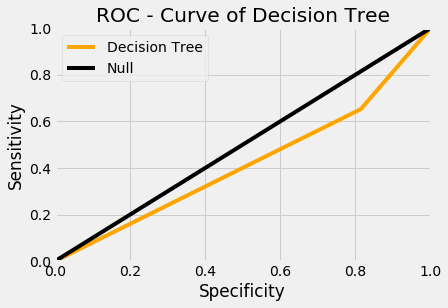 ROC - Curve of Decision Tree
1.0
0.8
0.6
0.4
0.2
0.0
Sensitivity
Decision Tree
Null
0.0 0.2 0.4 0.6 0.8 1.0
Specificity